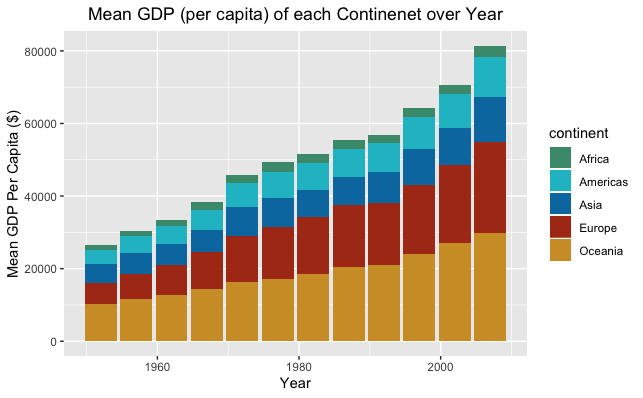 Mean GDP (per capita) of each Continenet over Year
Mean GDP Per Capita ($)
80000
60000
40000
20000
0
1960
1980
2000
Year
continent
Africa
Americas
Asia
Europe
Oceania